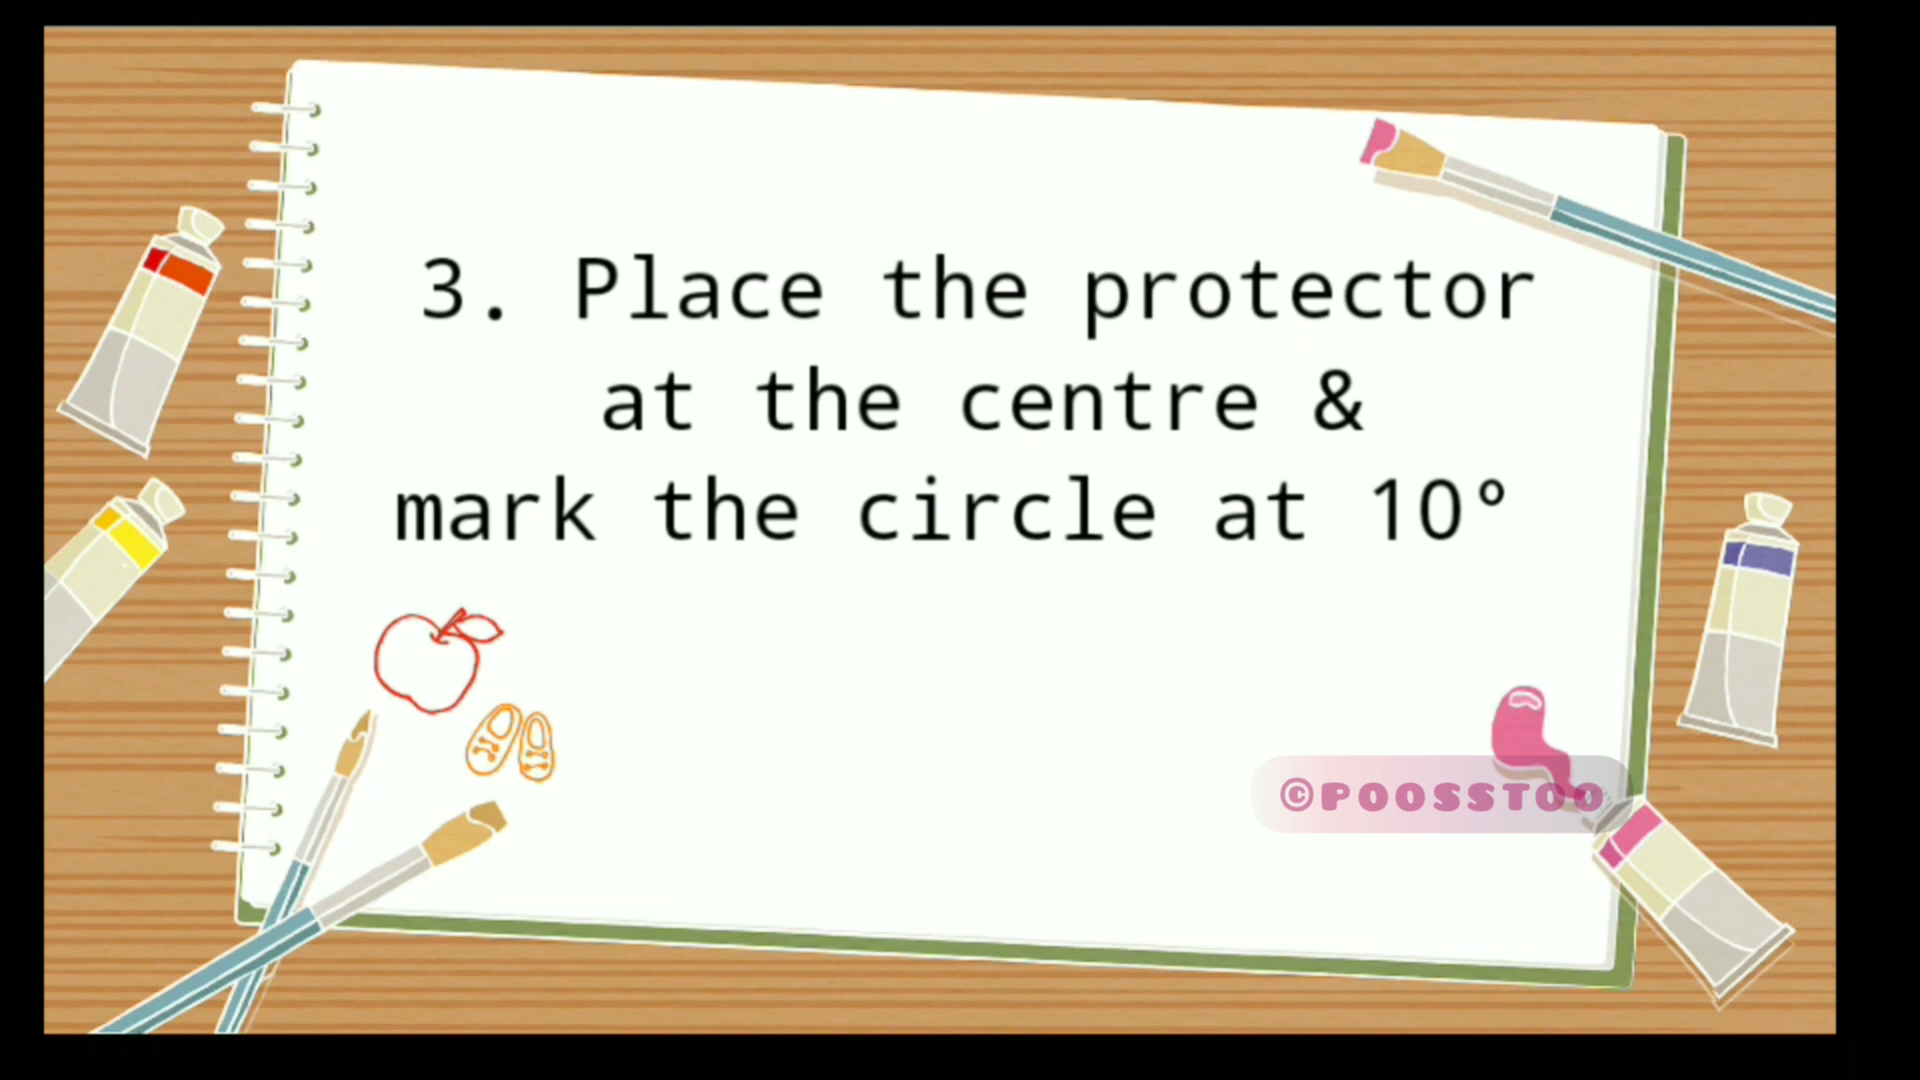 3. Place the protector
at the centre &
mark the circle at 10°
©POOSSTOO